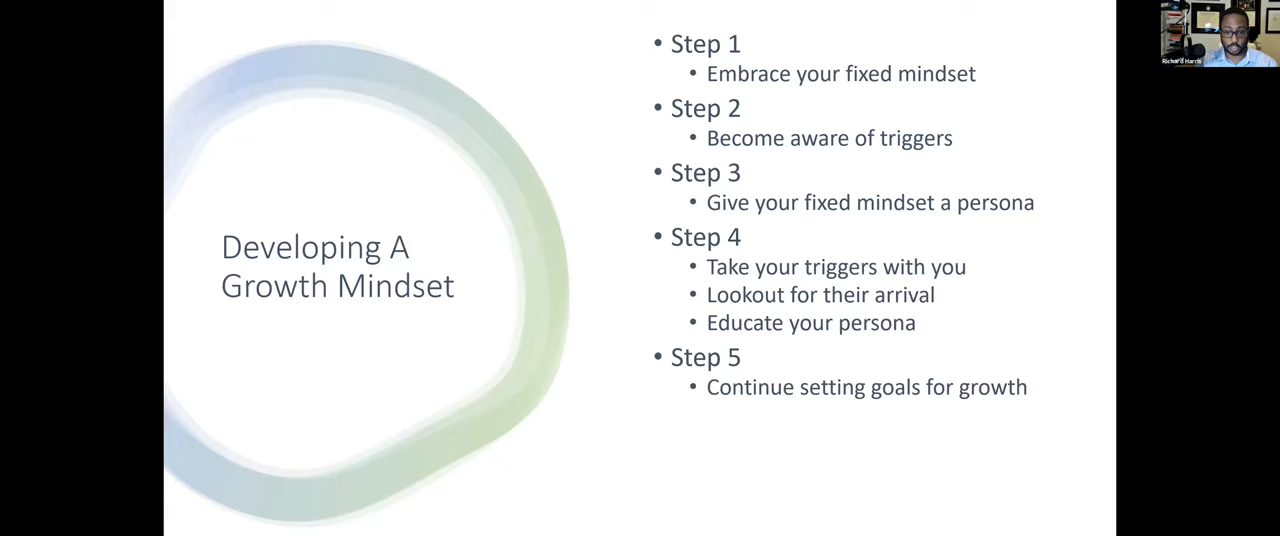 Developing A
Growth Mindset
• Step 1
• Embrace your fixed mindset
• Step 2
• Become aware of triggers
• Step 3
• Give your fixed mindset a persona
• Step 4
• Take your triggers with you
• Lookout for their arrival
• Educate your persona
• Step 5
• Continue setting goals for growth
Richard Harris